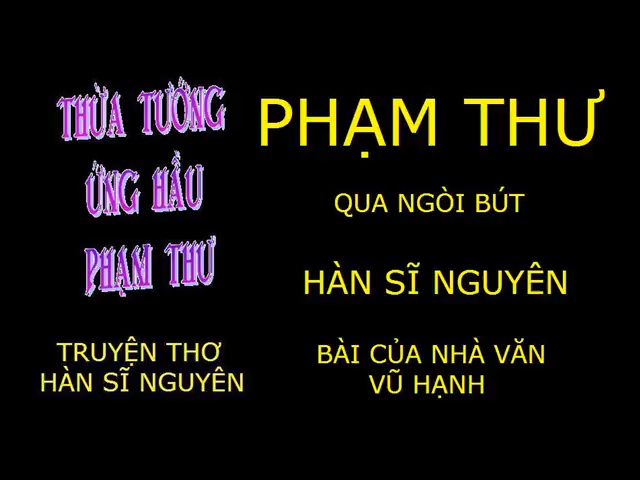 THỪA TƯỚNG
ỨNG HẦU
PHẠM THƯ
TRUYỆN THƠ
HÀN SĨ NGUYÊN
PHẠM THƯ
QUA NGÒI BÚT
HÀN SĨ NGUYÊN
BÀI CỦA NHÀ VĂN
VŨ HẠNH